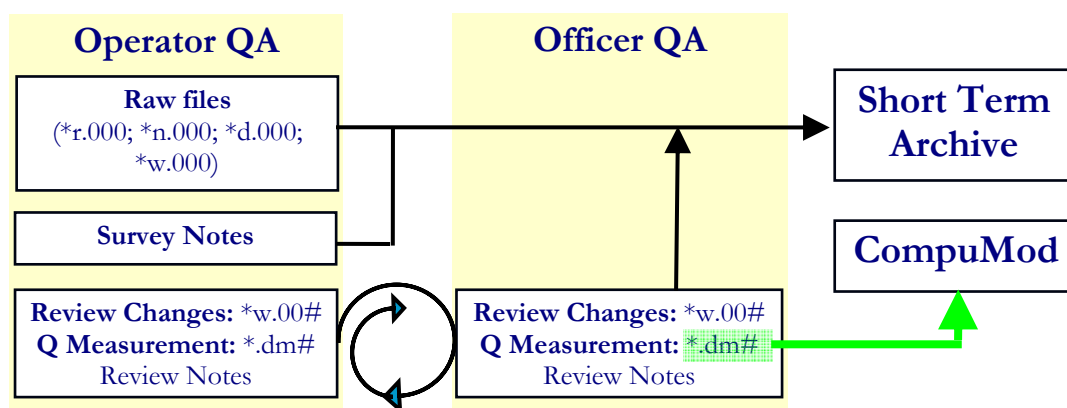 Operator QA
Raw files
(*r.000; *n.000; *d.000;
*w.000)
Survey Notes
Review Changes: *w.00#
Q Measurement: *.dm#
Review Notes
Officer QA
Review Changes: *w.00#
Q Measurement: *.dm#
Review Notes
Short Term
Archive
CompuMod